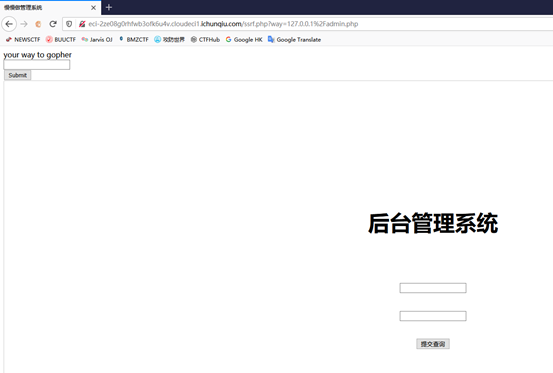 慢慢做管理系统
eci-2ze08g0rhfwb3ofk6u4v.cloudeci1.ichunqiu.com/ssrf.php?way=127.0.0.1%2Fadmin.php
NEWSCTF BUUCTF Jarvis OJ BMZCTF 攻防世界 CTFHub Google HK Google Translate
your way to gopher
Submit
后台管理系统
提交查询